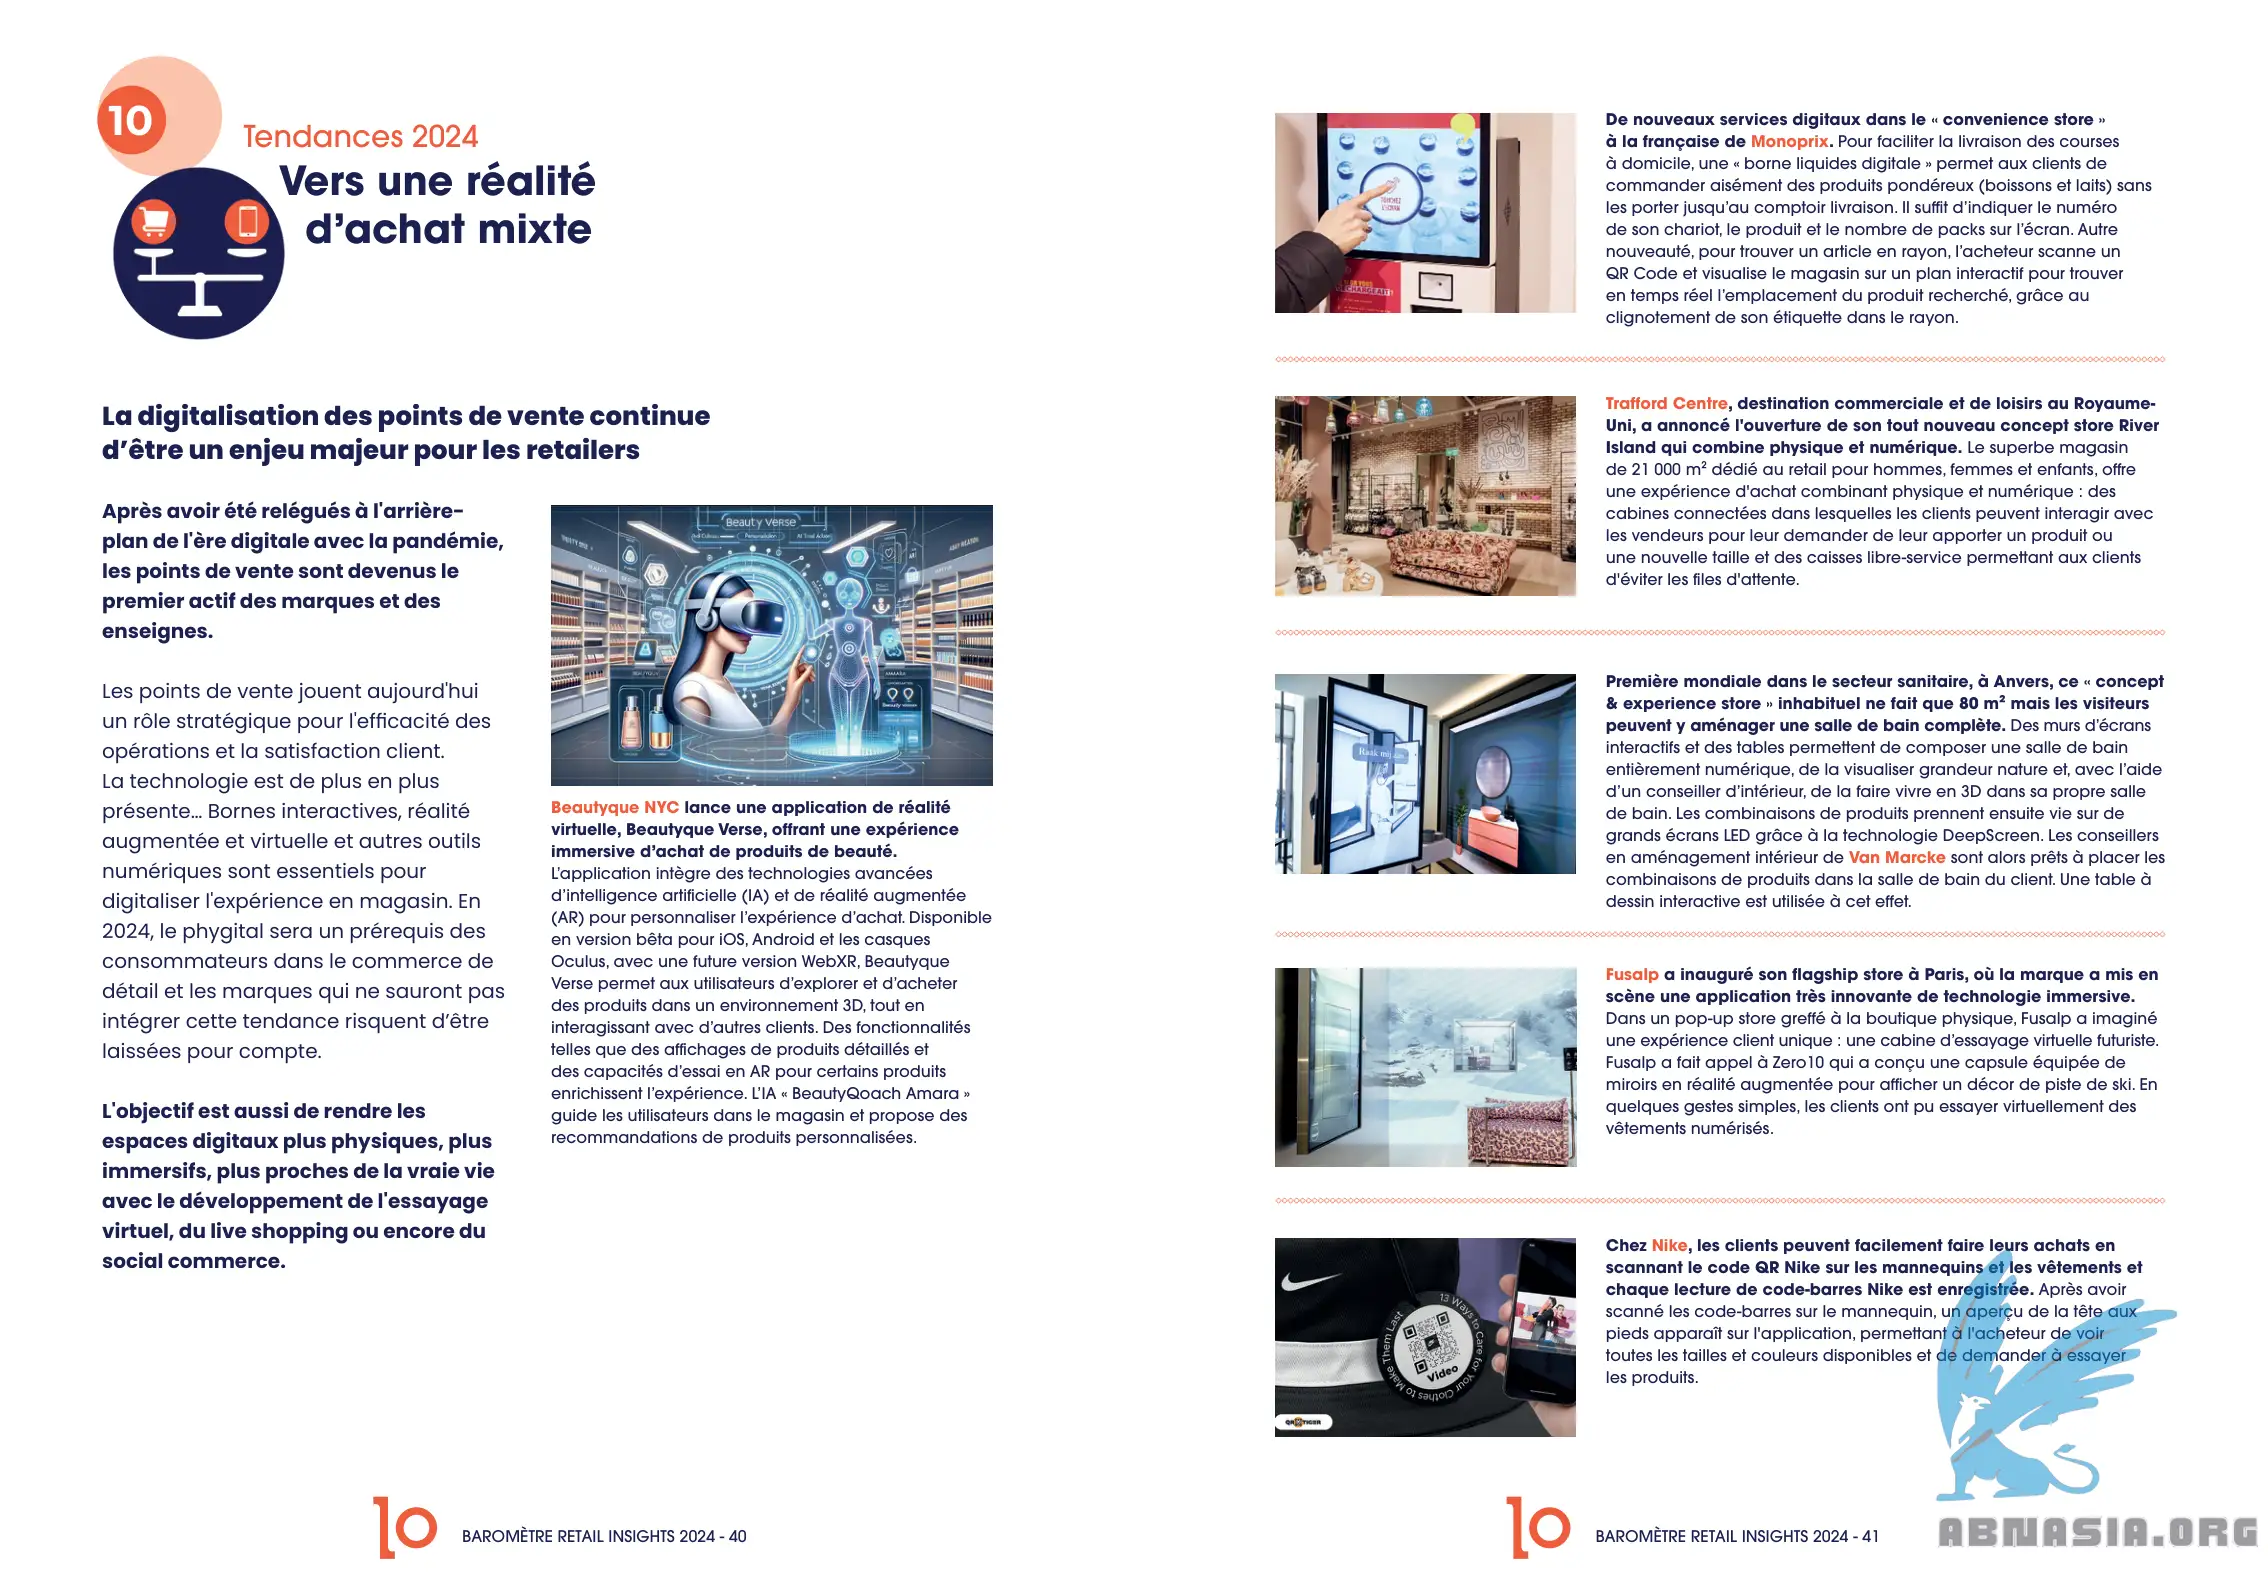 10
Tendances 2024
Vers une réalité
d’achat mixte
La digitalisation des points de vente continue
d’être un enjeu majeur pour les retailers
Après avoir été relégués à l'arrière-
plan de l'ère digitale avec la pandémie,
les points de vente sont devenus le
premier actif des marques et des
enseignes.
Les points de vente jouent aujourd'hui
un rôle stratégique pour l'efficacité des
opérations et la satisfaction client.
La technologie est de plus en plus
présente... Bornes interactives, réalité
augmentée et virtuelle et autres outils
numériques sont essentiels pour
digitaliser l'expérience en magasin. En
2024, le phygital sera un prérequis des
consommateurs dans le commerce de
détail et les marques qui ne sauront pas
intégrer cette tendance risquent d’être
laissées pour compte.
L'objectif est aussi de rendre les
espaces digitaux plus physiques, plus
immersifs, plus proches de la vraie vie
avec le développement de l'essayage
virtuel, du live shopping ou encore du
social commerce.
Beauty Verse
Beautyque NYC lance une application de réalité
virtuelle, Beautyque Verse, offrant une expérience
immersive d’achat de produits de beauté.
L’application intègre des technologies avancées
d’intelligence artificielle (IA) et de réalité augmentée
(AR) pour personnaliser l’expérience d’achat. Disponible
en version bêta pour iOS, Android et les casques
Oculus, avec une future version WebXR, Beautyque
Verse permet aux utilisateurs d’explorer et d’acheter
des produits dans un environnement 3D, tout en
interagissant avec d’autres clients. Des fonctionnalités
telles que des affichages de produits détaillés et
des capacités d’essai en AR pour certains produits
enrichissent l’expérience. L’IA « BeautyQoach Amara »
guide les utilisateurs dans le magasin et propose des
recommandations de produits personnalisées.
BAROMÈTRE RETAIL INSIGHTS 2024 - 40
De nouveaux services digitaux dans le « convenience store »
à la française de Monoprix. Pour faciliter la livraison des courses
à domicile, une « borne liquides digitale » permet aux clients de
commander aisément des produits pondéreux (boissons et laits) sans
les porter jusqu’au comptoir livraison. Il suffit d’indiquer le numéro
de son chariot, le produit et le nombre de packs sur l’écran. Autre
nouveauté, pour trouver un article en rayon, l’acheteur scanne un
QR Code et visualise le magasin sur un plan interactif pour trouver
en temps réel l’emplacement du produit recherché, grâce au
clignotement de son étiquette dans le rayon.
Trafford Centre, destination commerciale et de loisirs au Royaume-
Uni, a annoncé l'ouverture de son tout nouveau concept store River
Island qui combine physique et numérique. Le superbe magasin
de 21 000 m² dédié au retail pour hommes, femmes et enfants, offre
une expérience d'achat combinant physique et numérique : des
cabines connectées dans lesquelles les clients peuvent interagir avec
les vendeurs pour leur demander de leur apporter un produit ou
une nouvelle taille et des caisses libre-service permettant aux clients
d'éviter les files d'attente.
Raak mij aan
Première mondiale dans le secteur sanitaire, à Anvers, ce « concept
& experience store » inhabituel ne fait que 80 m² mais les visiteurs
peuvent y aménager une salle de bain complète. Des murs d’écrans
interactifs et des tables permettent de composer une salle de bain
entièrement numérique, de la visualiser grandeur nature et, avec l’aide
d’un conseiller d’intérieur, de la faire vivre en 3D dans sa propre salle
de bain. Les combinaisons de produits prennent ensuite vie sur de
grands écrans LED grâce à la technologie DeepScreen. Les conseillers
en aménagement intérieur de Van Marcke sont alors prêts à placer les
combinaisons de produits dans la salle de bain du client. Une table à
dessin interactive est utilisée à cet effet.
Fusalp a inauguré son flagship store à Paris, où la marque a mis en
scène une application très innovante de technologie immersive.
Dans un pop-up store greffé à la boutique physique, Fusalp a imaginé
une expérience client unique : une cabine d’essayage virtuelle futuriste.
Fusalp a fait appel à Zero10 qui a conçu une capsule équipée de
miroirs en réalité augmentée pour afficher un décor de piste de ski. En
quelques gestes simples, les clients ont pu essayer virtuellement des
vêtements numérisés.
13 Ways to Care for Your Clothes to Make Them Last
Video
QR TIGER
Chez Nike, les clients peuvent facilement faire leurs achats en
scannant le code QR Nike sur les mannequins et les vêtements et
chaque lecture de code-barres Nike est enregistrée. Après avoir
scanné les code-barres sur le mannequin, un aperçu de la tête aux
pieds apparaît sur l'application, permettant à l'acheteur de voir
toutes les tailles et couleurs disponibles et de demander à essayer
les produits.
BAROMÈTRE RETAIL INSIGHTS 2024 - 41
ABNASIA.ORG